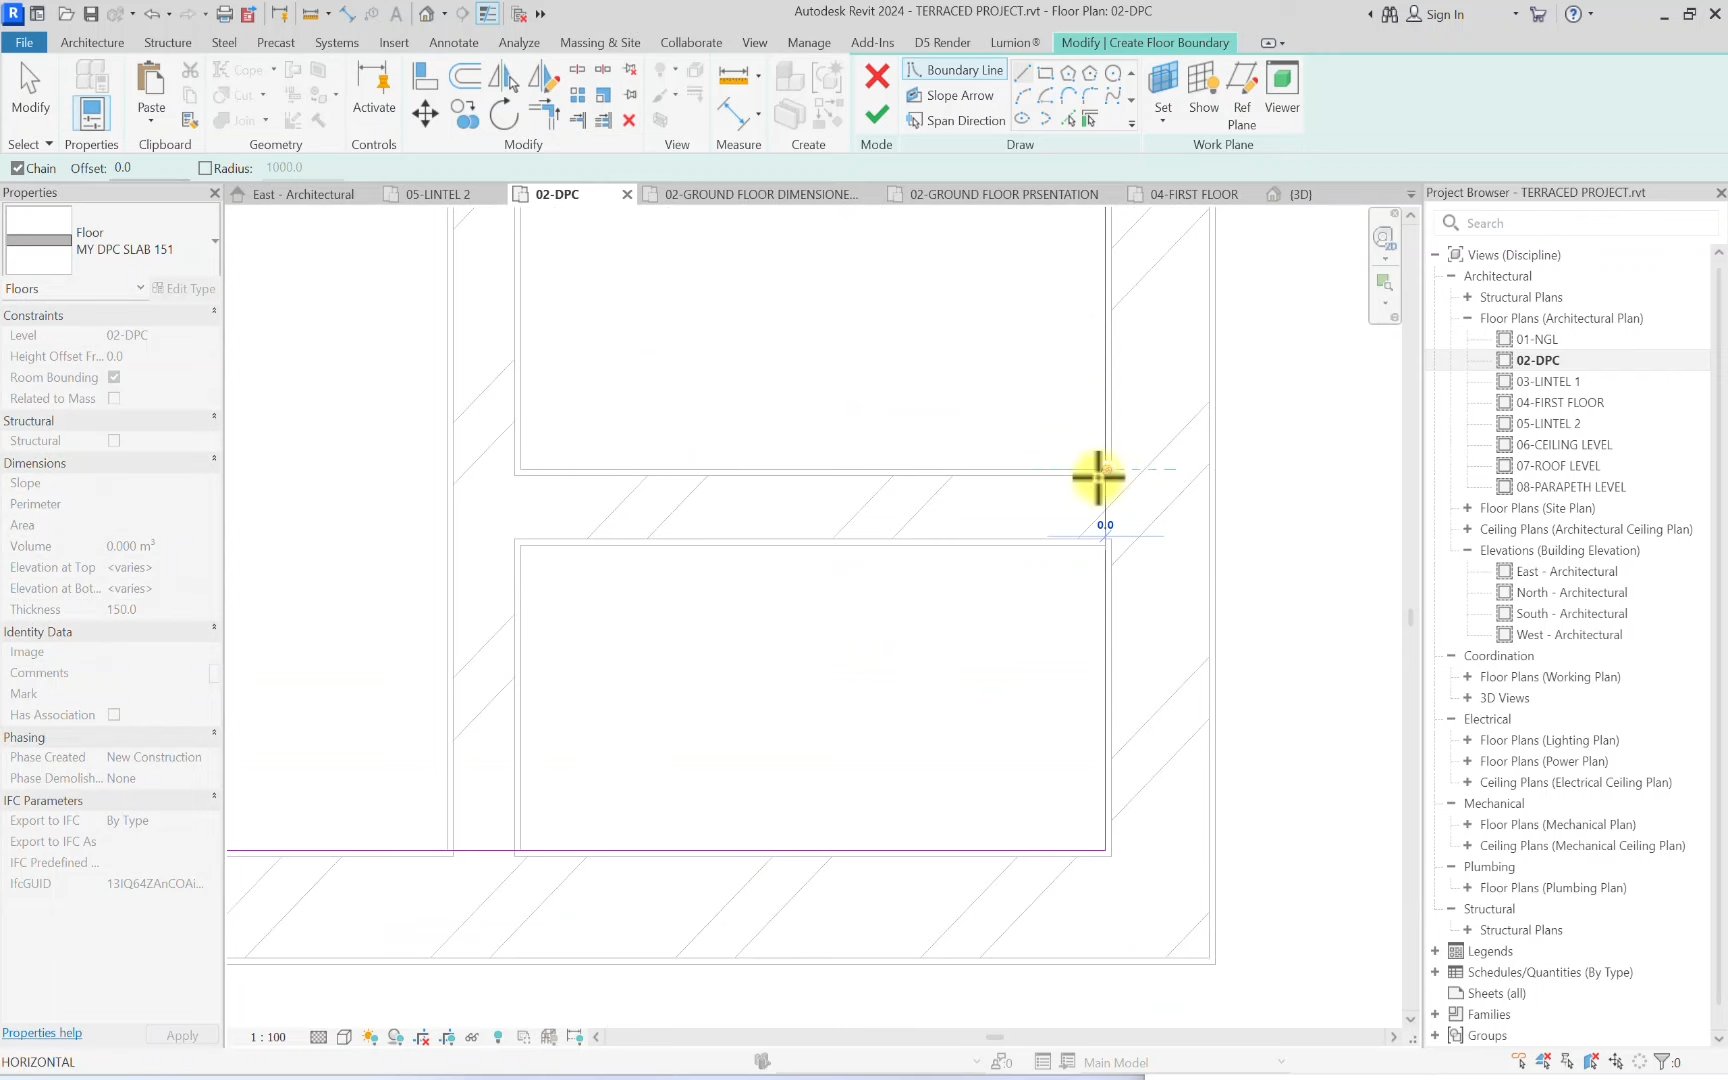 Autodesk Revit 2024 - TERRACED PROJECT.rvt - Floor Plan: 02-DPC
Sign In
File Architecture Structure Steel Precast Systems Insert Annotate Analyze Massing & Site Collaborate View Manage Add-Ins D5 Render Lumion® Modify | Create Floor Boundary
Modify
Paste
Cope
Cut
Join
Activate
Boundary Line
Slope Arrow
Span Direction
Set
Show
Ref
Plane
Viewer
Select Properties Clipboard Geometry Controls Modify View Measure Create Mode Draw Work Plane
Chain Offset: 0.0 Radius: 1000.0
Properties
East - Architectural
05-LINTEL 2
02-DPC
02-GROUND FLOOR DIMENSIONE...
02-GROUND FLOOR PRSENTATION
04-FIRST FLOOR
{3D}
Project Browser - TERRACED PROJECT.rvt
Floor
MY DPC SLAB 151
Floors
Edit Type
Constraints
Level 02-DPC
Height Offset Fr... 0.0
Room Bounding
Related to Mass
Structural
Structural
Dimensions
Slope
Perimeter
Area
Volume 0.000 m³
Elevation at Top <varies>
Elevation at Bot... <varies>
Thickness 150.0
Identity Data
Image
Comments
Mark
Has Association
Phasing
Phase Created New Construction
Phase Demolish... None
IFC Parameters
Export to IFC By Type
Export to IFC As
IFC Predefined ...
IfcGUID 13IQ64ZAnCOAi...
Properties help
Apply
0.0
2D
Search
Views (Discipline)
Architectural
Structural Plans
Floor Plans (Architectural Plan)
01-NGL
02-DPC
03-LINTEL 1
04-FIRST FLOOR
05-LINTEL 2
06-CEILING LEVEL
07-ROOF LEVEL
08-PARAPETH LEVEL
Floor Plans (Site Plan)
Ceiling Plans (Architectural Ceiling Plan)
Elevations (Building Elevation)
East - Architectural
North - Architectural
South - Architectural
West - Architectural
Coordination
Floor Plans (Working Plan)
3D Views
Electrical
Floor Plans (Lighting Plan)
Floor Plans (Power Plan)
Ceiling Plans (Electrical Ceiling Plan)
Mechanical
Floor Plans (Mechanical Plan)
Ceiling Plans (Mechanical Ceiling Plan)
Plumbing
Floor Plans (Plumbing Plan)
Structural
Structural Plans
Legends
Schedules/Quantities (By Type)
Sheets (all)
Families
Groups
1 : 100
HORIZONTAL
:0
Main Model
:0